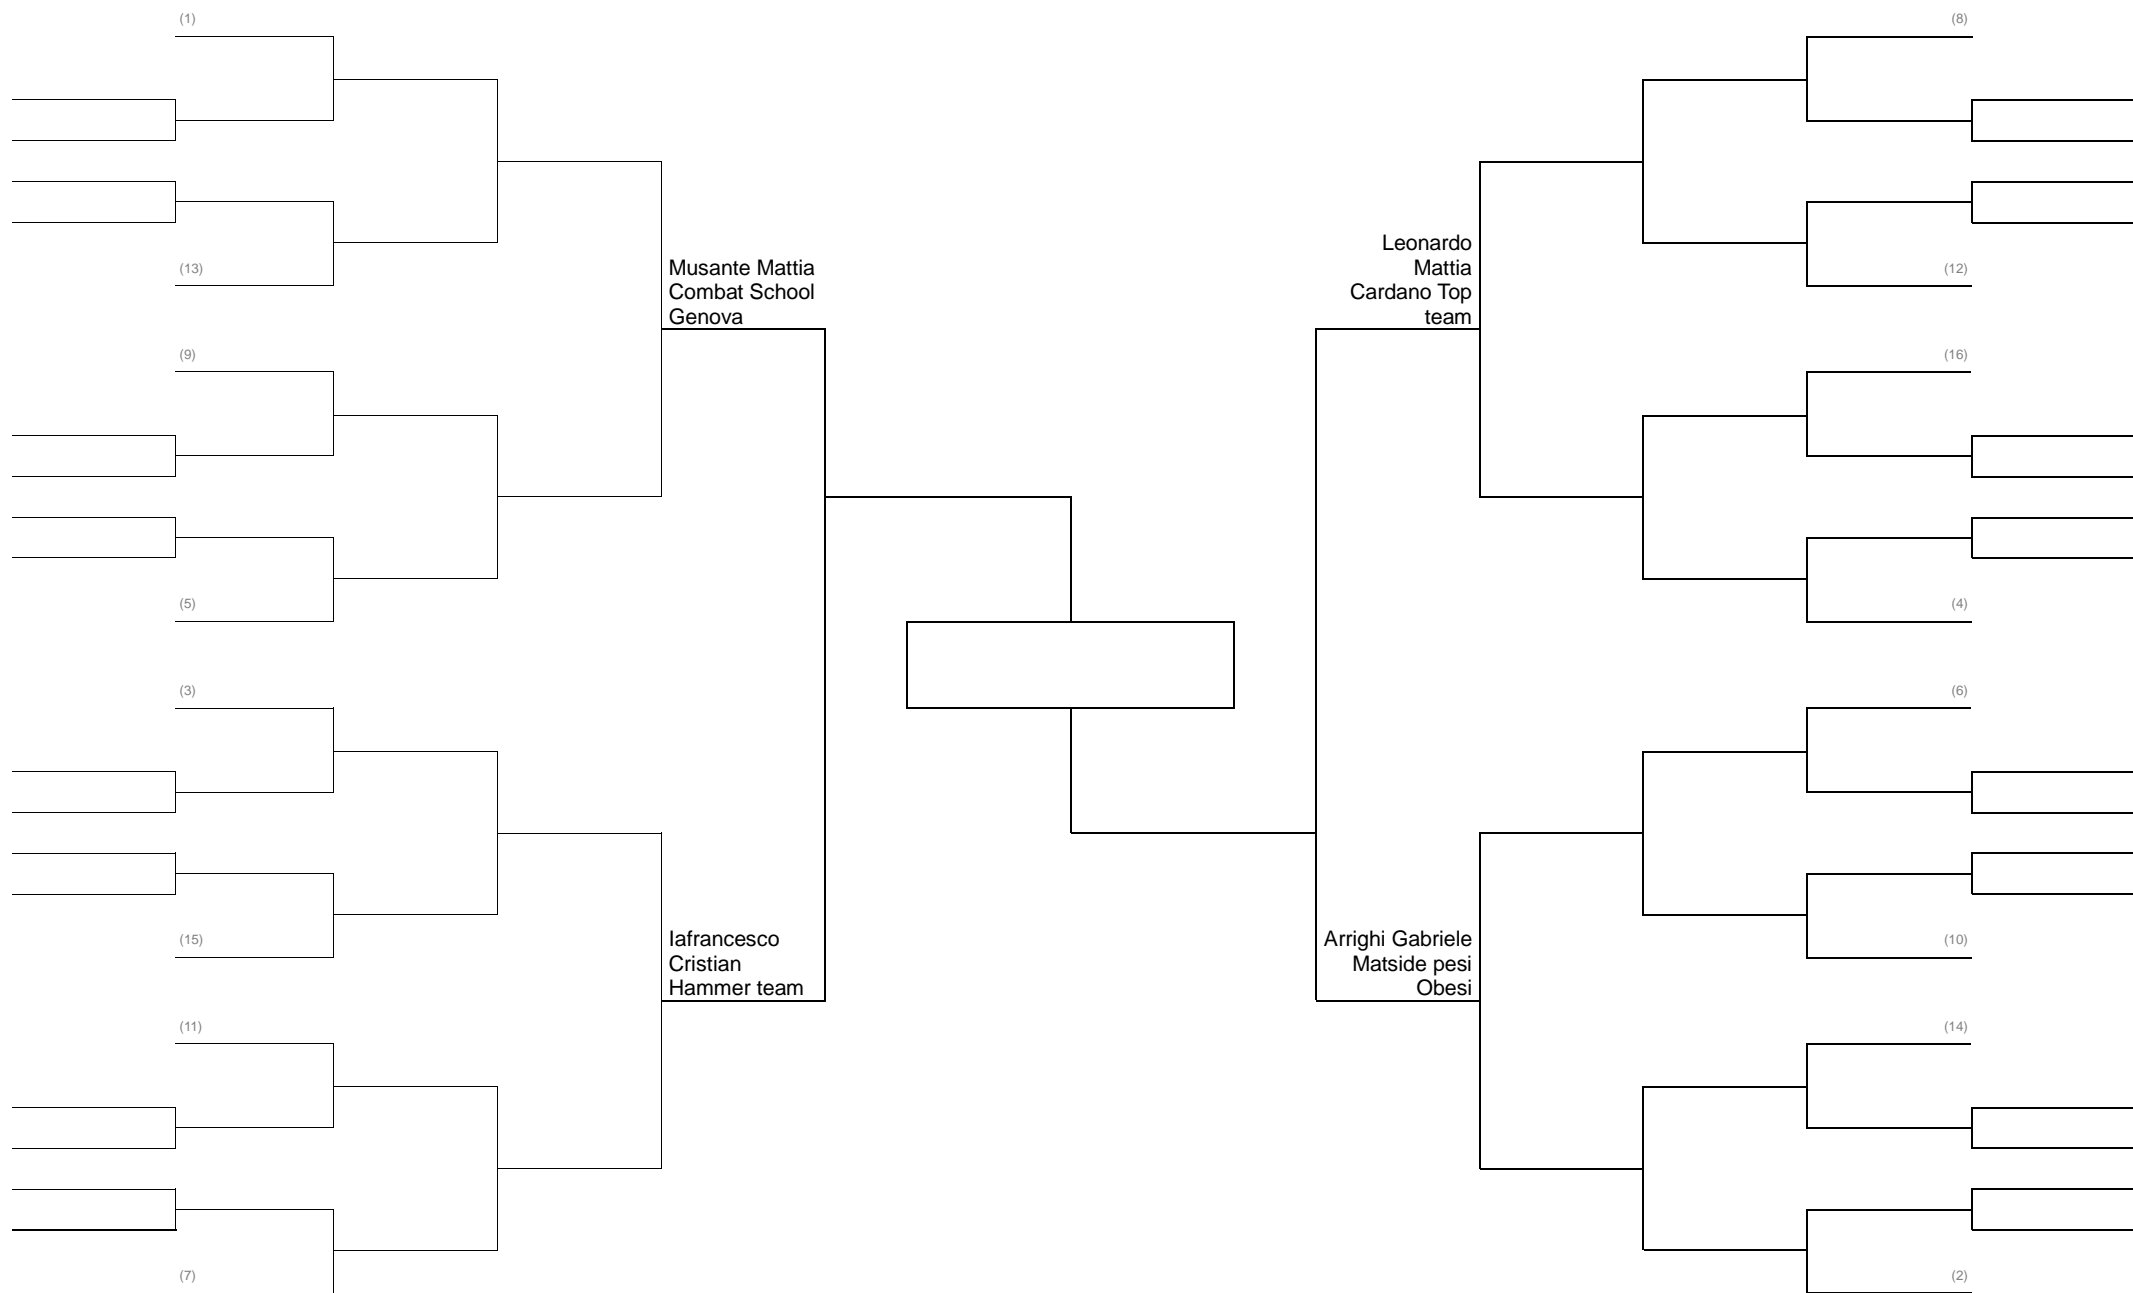 (1)
(13)
(9)
(5)
(3)
(15)
(11)
(7)
Musante Mattia
Combat School
Genova
Iafrancesco
Cristian
Hammer team
Leonardo
Mattia
Cardano Top
team
Arrighi Gabriele
Matside pesi
Obesi
(8)
(12)
(16)
(4)
(6)
(10)
(14)
(2)